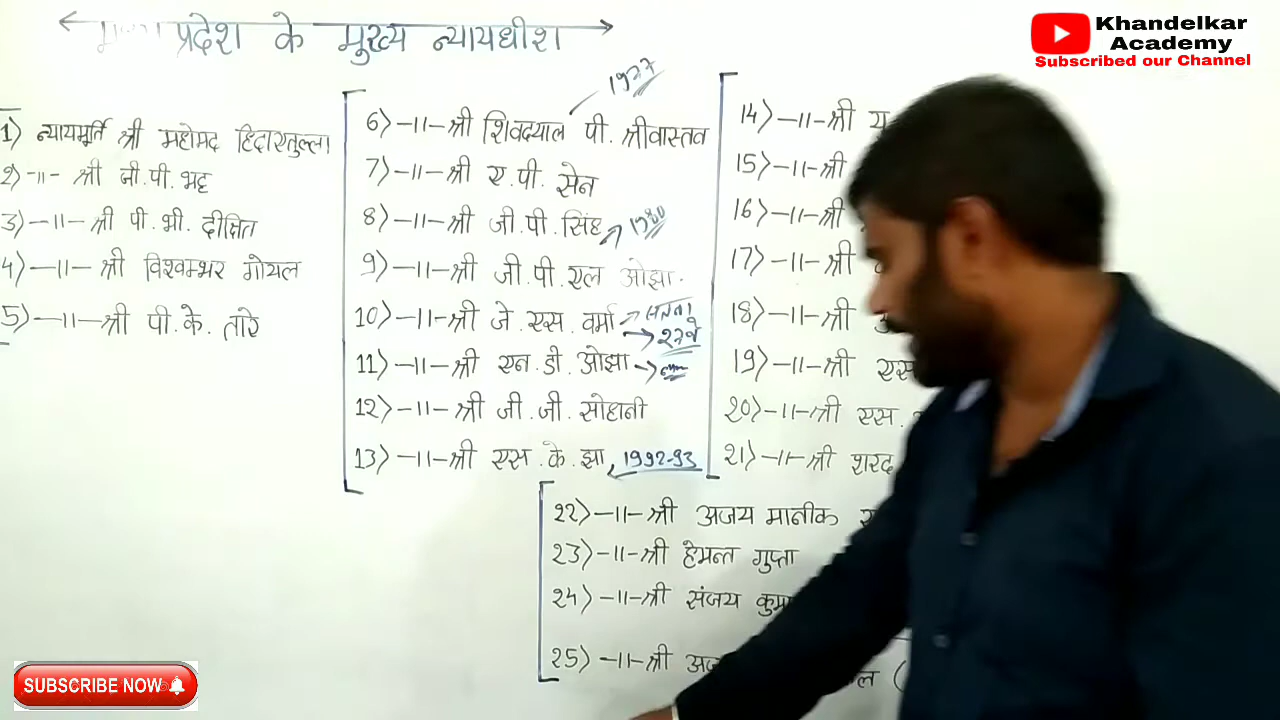 प्रदेश के मुख्य न्यायधीश
1) न्यायमूर्ति श्री महोमद हिदायतुल्ला
2) -॥- श्री जी.पी. भट्ट
3) -॥- श्री पी. भी. दीक्षित
4) -॥- श्री विश्वम्भर गोयल
5) -॥- श्री पी. के. तारे
1977
6) -॥- श्री शिवदयाल पी. श्रीवास्तव
7) -॥- श्री ए. पी. सेन
8) -॥- श्री जी. पी. सिंह 1980
9) -॥- श्री जी. पी. एल ओझा.
10) -॥- श्री जे. एस. वर्मा
27वे
11) -॥- श्री एन. डी. ओझा
12) -॥- श्री जी. जी. सोहानी
13) -॥- श्री एस. के. झा, 1992-93
14) -॥- श्री
15) -॥- श्री
16) -॥- श्री
17) -॥- श्री
18) -॥- श्री
19) -॥- श्री एस
20) -॥- श्री एस.
21) -॥- श्री शरद
22) -॥- श्री अजय मानीक
23) -॥- श्री हेमन्त गुप्ता
24) -॥- श्री संजय
25) -॥- श्री
Khandelkar
Academy
Subscribed our Channel
SUBSCRIBE NOW